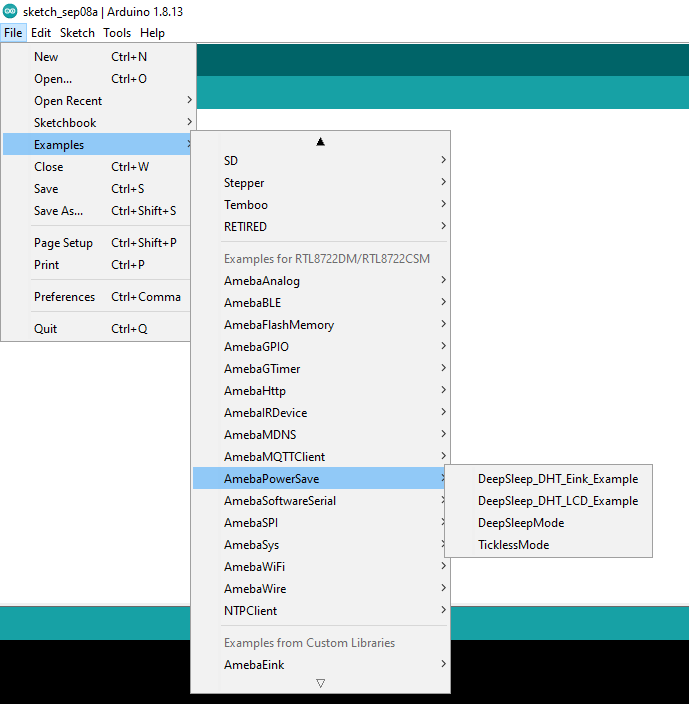 sketch_sep08a | Arduino 1.8.13
File Edit Sketch Tools Help
New Ctrl+N
Open... Ctrl+O
Open Recent
Sketchbook
Examples
Close Ctrl+W
Save Ctrl+S
Save As... Ctrl+Shift+S
Page Setup Ctrl+Shift+P
Print Ctrl+P
Preferences Ctrl+Comma
Quit Ctrl+Q
SD
Stepper
Temboo
RETIRED
Examples for RTL8722DM/RTL8722CSM
AmebaAnalog
AmebaBLE
AmebaFlashMemory
AmebaGPIO
AmebaGTimer
AmebaHttp
AmebaIRDevice
AmebaMDNS
AmebaMQTTClient
AmebaPowerSave
AmebaSoftwareSerial
AmebaSPI
AmebaSys
AmebaWiFi
AmebaWire
NTPClient
Examples from Custom Libraries
AmebaEink
DeepSleep_DHT_Eink_Example
DeepSleep_DHT_LCD_Example
DeepSleepMode
TicklessMode